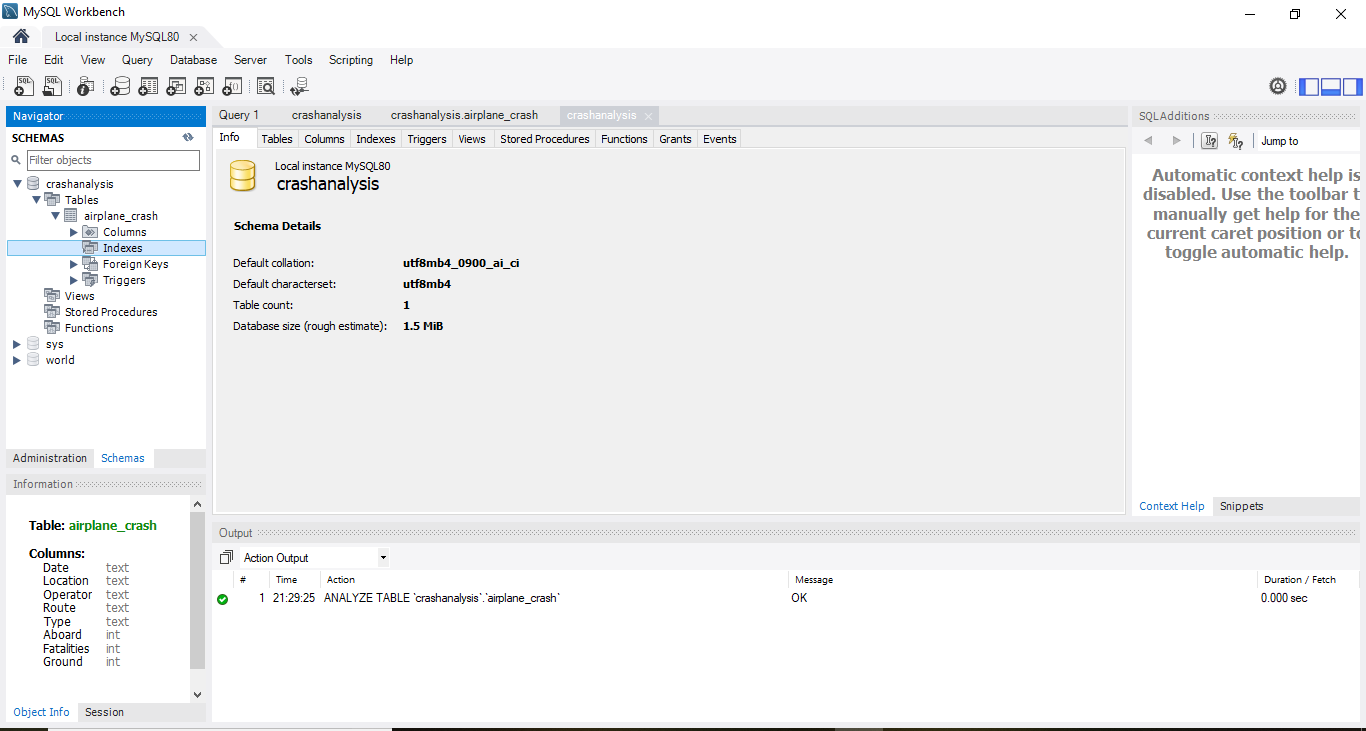 MySQL Workbench
Local instance MySQL80
File Edit View Query Database Server Tools Scripting Help
Navigator
SCHEMAS
Filter objects
crashanalysis
Tables
airplane_crash
Columns
Indexes
Foreign Keys
Triggers
Views
Stored Procedures
Functions
sys
world
Administration Schemas
Information
Table: airplane_crash
Columns:
Date text
Location text
Operator text
Route text
Type text
Aboard int
Fatalities int
Ground int
Object Info Session
Query 1 crashanalysis crashanalysis.airplane_crash crashanalysis
Info Tables Columns Indexes Triggers Views Stored Procedures Functions Grants Events
Local instance MySQL80
crashanalysis
Schema Details
Default collation: utf8mb4_0900_ai_ci
Default characterset: utf8mb4
Table count: 1
Database size (rough estimate): 1.5 MiB
SQLAdditions
Jump to
Automatic context help is
disabled. Use the toolbar t
manually get help for the
current caret position or to
toggle automatic help.
Context Help Snippets
Output
Action Output
# Time Action Message Duration / Fetch
1 21:29:25 ANALYZE TABLE `crashanalysis`.`airplane_crash` OK 0.000 sec